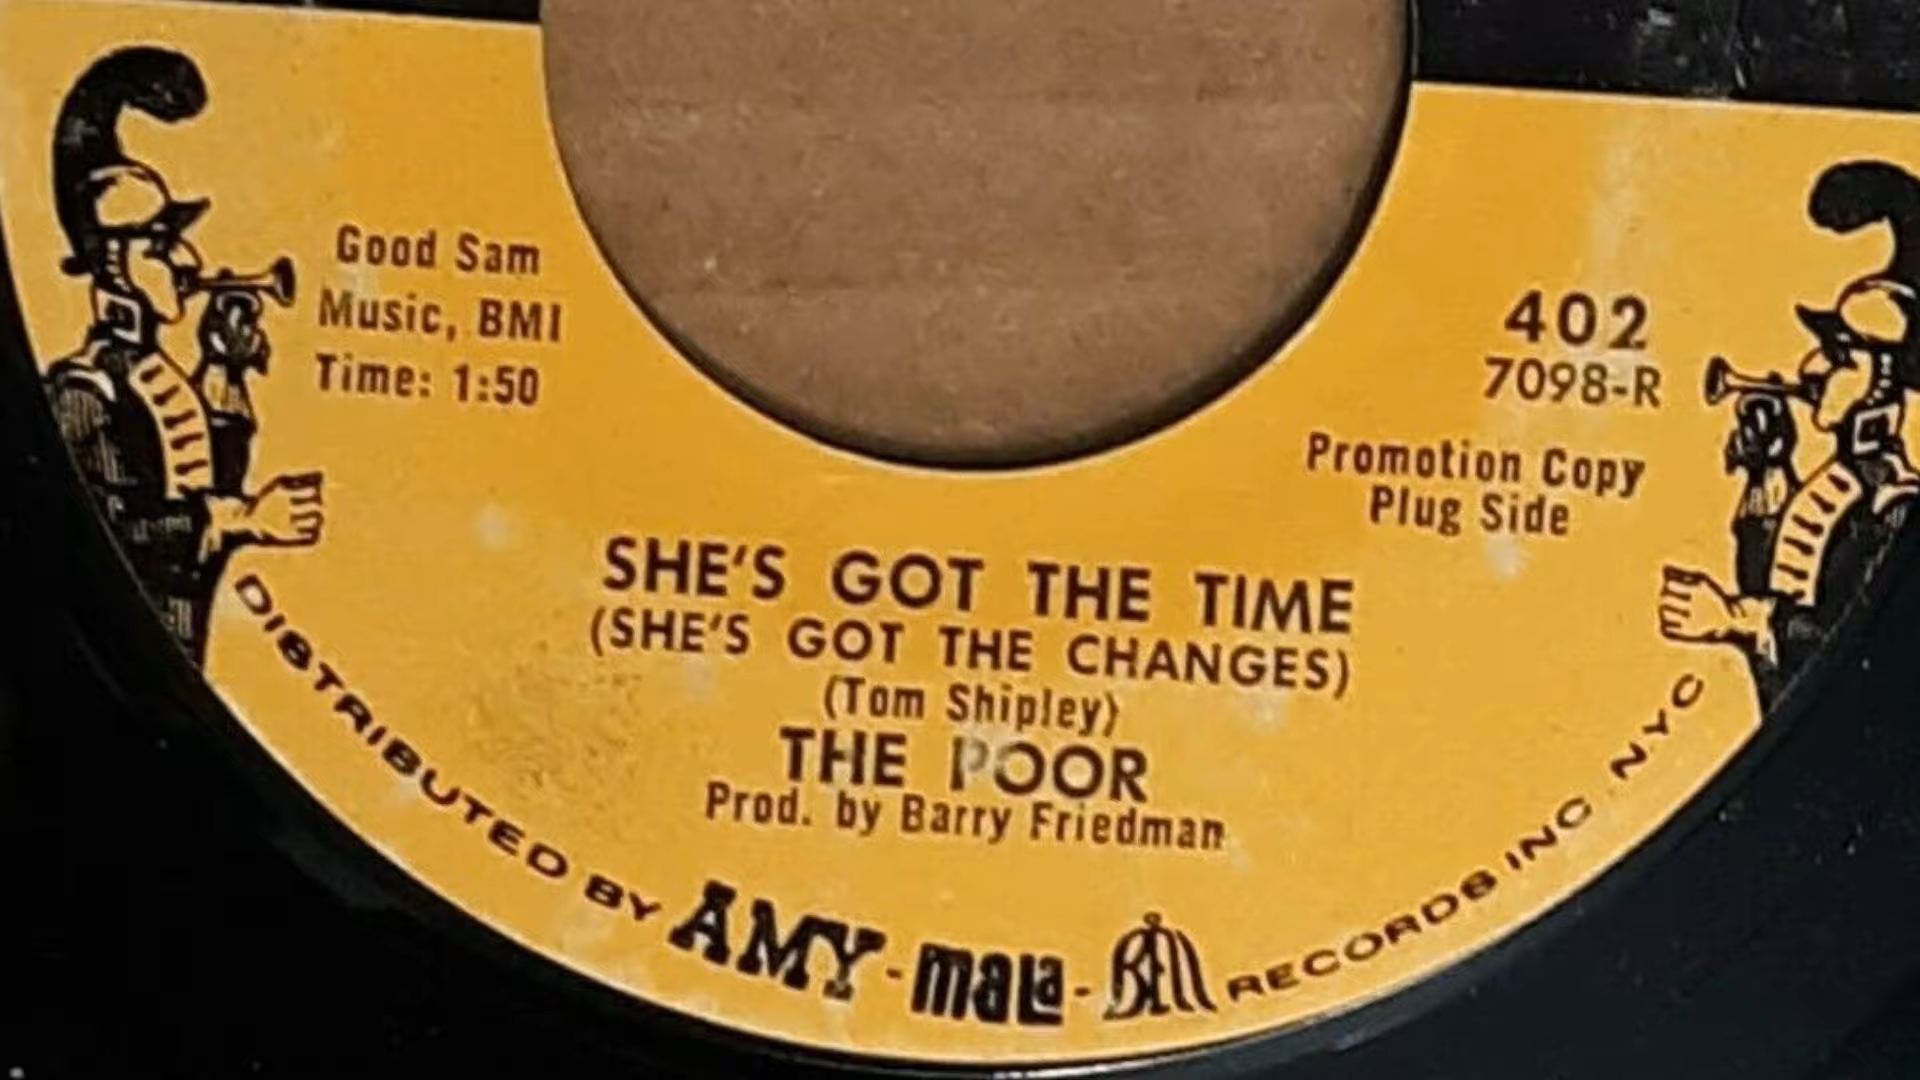 Good Sam
Music, BMI
Time: 1:50
402
7098-R
Promotion Copy
Plug Side
SHE'S GOT THE TIME
(SHE'S GOT THE CHANGES)
(Tom Shipley)
THE POOR
Prod. by Barry Friedman
DISTRIBUTED BY AMY-mala-BELL RECORDS INC. NYC